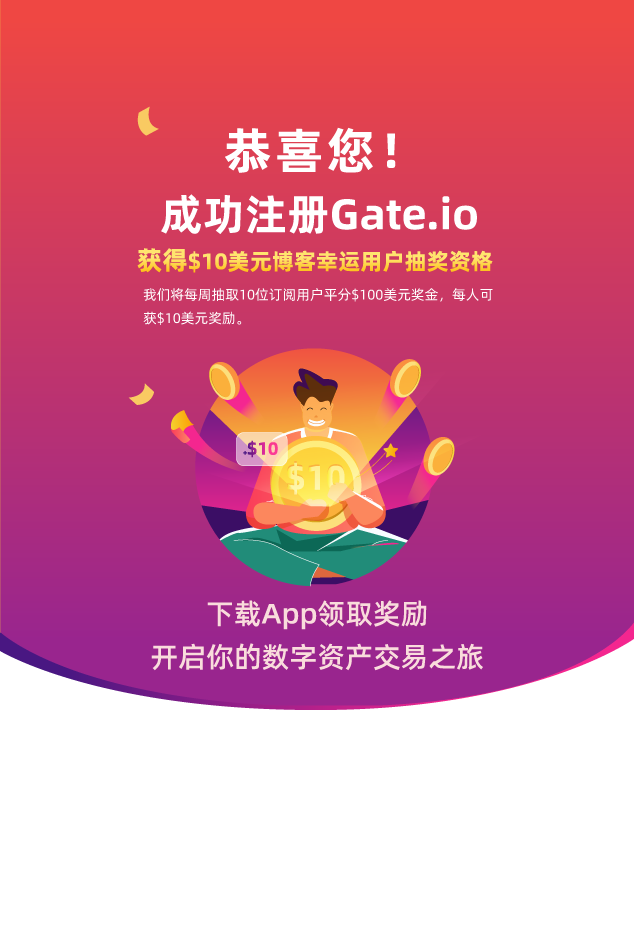 恭喜您！
成功注册Gate.io
获得$10美元博客幸运用户抽奖资格
我们将每周抽取10位订阅用户平分$100美元奖金，每人可
获$10美元奖励。
.$10
$10
下载App领取奖励
开启你的数字资产交易之旅